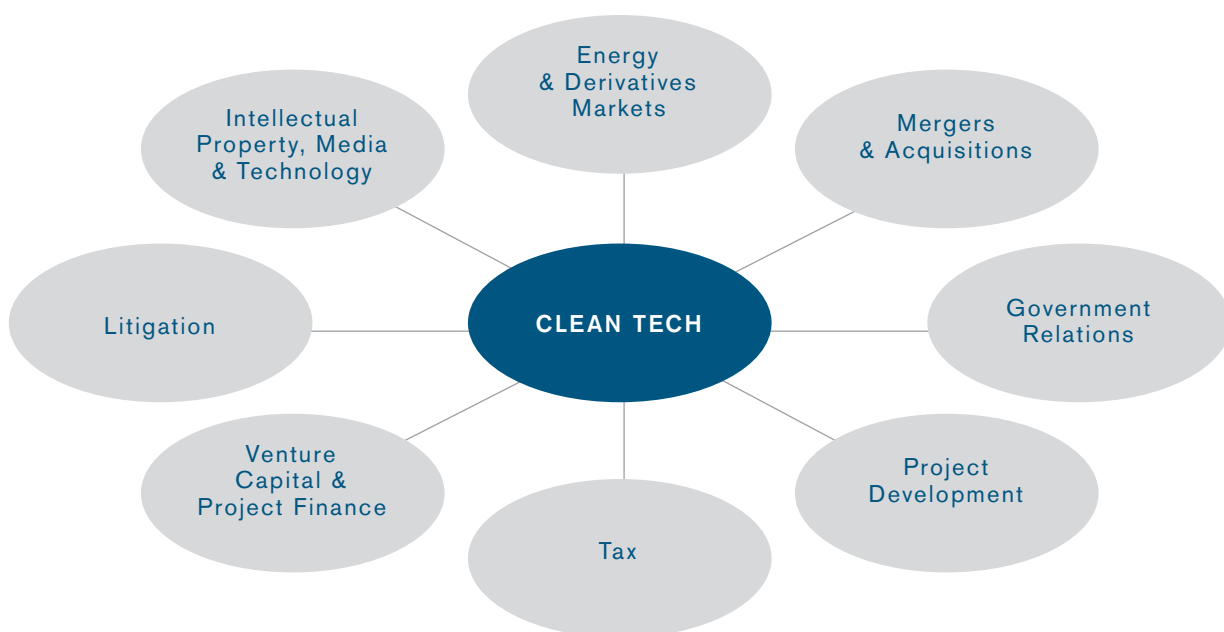 Energy
& Derivatives
Markets
Intellectual
Property, Media
& Technology
Mergers
& Acquisitions
Litigation
CLEAN TECH
Government
Relations
Venture
Capital &
Project Finance
Project
Development
Tax